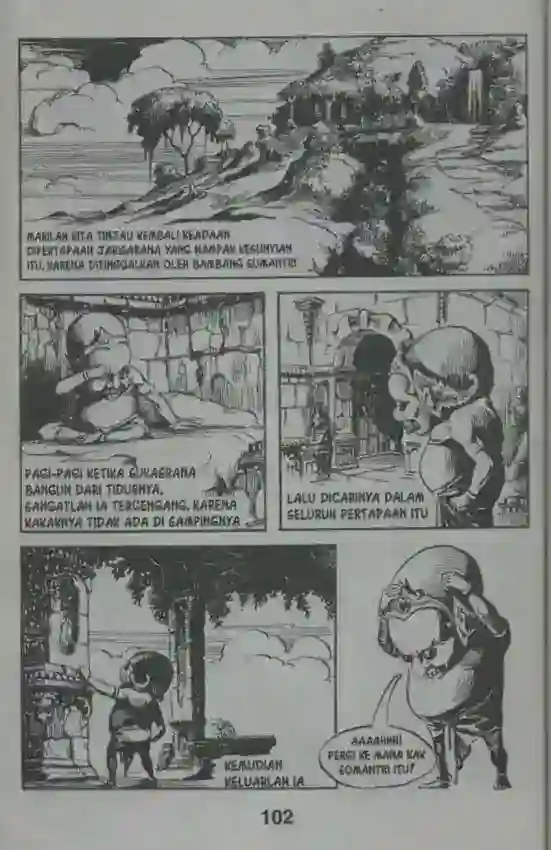 MARILAH KITA TINJAU KEMBALI KEADAAN
DIPERTAPAAN JARGARANA YANG NAMPAK KESUNYIAN
ITU, KARENA DITINGGALKAN OLEH BAMBANG SUMANTRI
PAGI-PAGI KETIKA SUKASRANA
BANGUN DARI TIDURNYA,
SANGATLAH IA TERCENGANG, KARENA
KAKAKNYA TIDAK ADA DI SAMPINGNYA
LALU DICARINYA DALAM
SELURUH PERTAPAAN ITU
KEMUDIAN
KELUARLAH IA
AAAAHHH!
PERGI KE MANA KAK
SOMANTRI ITU?
102